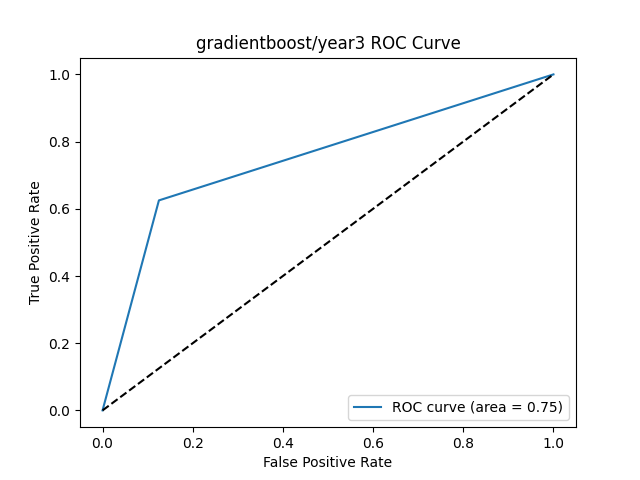 gradientboost/year3 ROC Curve
1.0
0.8
0.6
0.4
0.2
0.0
True Positive Rate
ROC curve (area = 0.75)
0.0 0.2 0.4 0.6 0.8 1.0
False Positive Rate